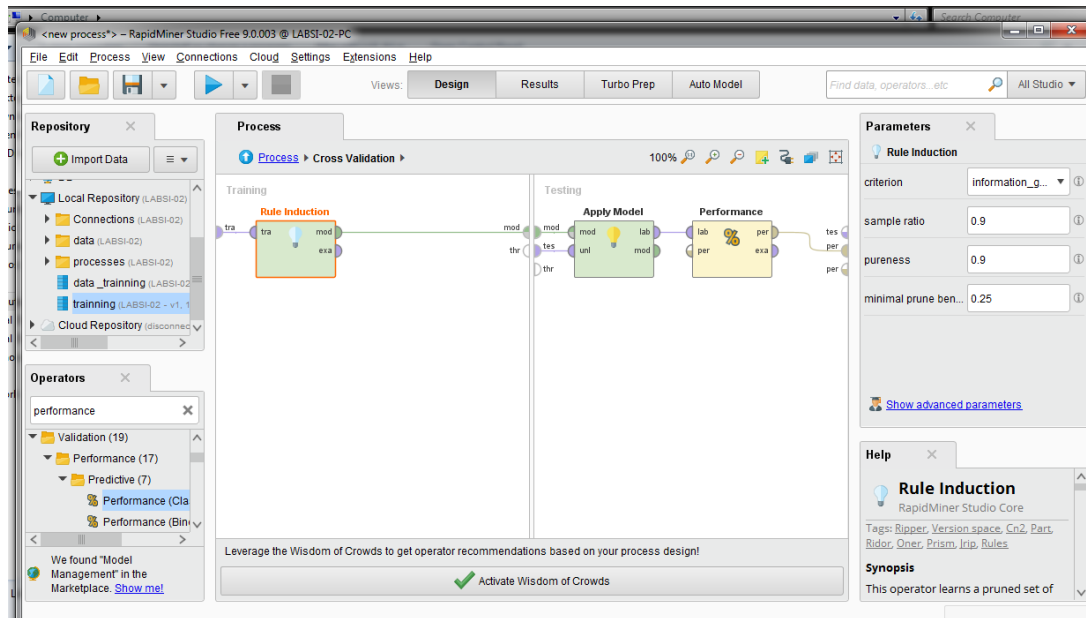 Computer
Search Computer
<new process*> – RapidMiner Studio Free 9.0.003 @ LABSI-02-PC
File Edit Process View Connections Cloud Settings Extensions Help
Views: Design Results Turbo Prep Auto Model
Find data, operators...etc
All Studio
Repository
Import Data
Local Repository (LABSI-02)
Connections (LABSI-02)
data (LABSI-02)
processes (LABSI-02)
data _trainning (LABSI-02
trainning (LABSI-02 - v1, 1
Cloud Repository (disconnec
Operators
performance
Validation (19)
Performance (17)
Predictive (7)
Performance (Cla
Performance (Bin
We found "Model
Management" in the
Marketplace. Show me!
Process
Process Cross Validation
100%
Training
Rule Induction
tra
tra
mod
exa
mod
thr
Testing
Apply Model
Performance
mod
tes
thr
mod
unl
lab
mod
lab
per
per
exa
tes
per
per
Leverage the Wisdom of Crowds to get operator recommendations based on your process design!
Activate Wisdom of Crowds
Parameters
Rule Induction
criterion information_g...
sample ratio 0.9
pureness 0.9
minimal prune ben... 0.25
Show advanced parameters
Help
Rule Induction
RapidMiner Studio Core
Tags: Ripper, Version space, Cn2, Part,
Ridor, Oner, Prism, Jrip, Rules
Synopsis
This operator learns a pruned set of